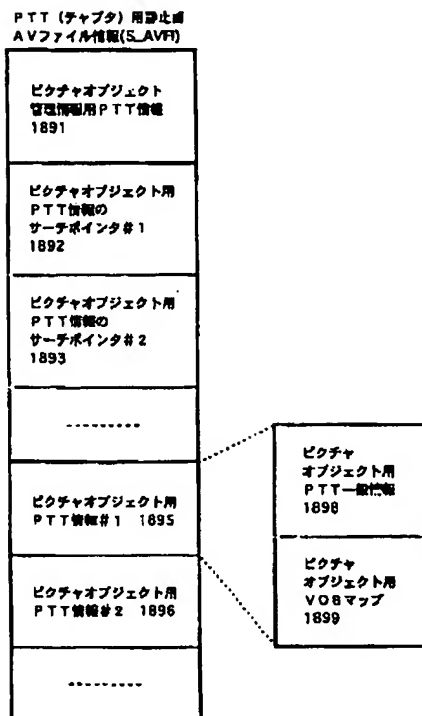 PTT (チャプタ) 用静止画
AVファイル情報(S_AVFI)
ピクチャオブジェクト
管理情報用PTT情報
1891
ピクチャオブジェクト用
PTT情報の
サーチポインタ#1
1892
ピクチャオブジェクト用
PTT情報の
サーチポインタ#2
1893
ピクチャオブジェクト用
PTT情報#1 1895
ピクチャオブジェクト用
PTT情報#2 1896
ピクチャ
オブジェクト用
PTT一般情報
1898
ピクチャ
オブジェクト用
VOBマップ
1899